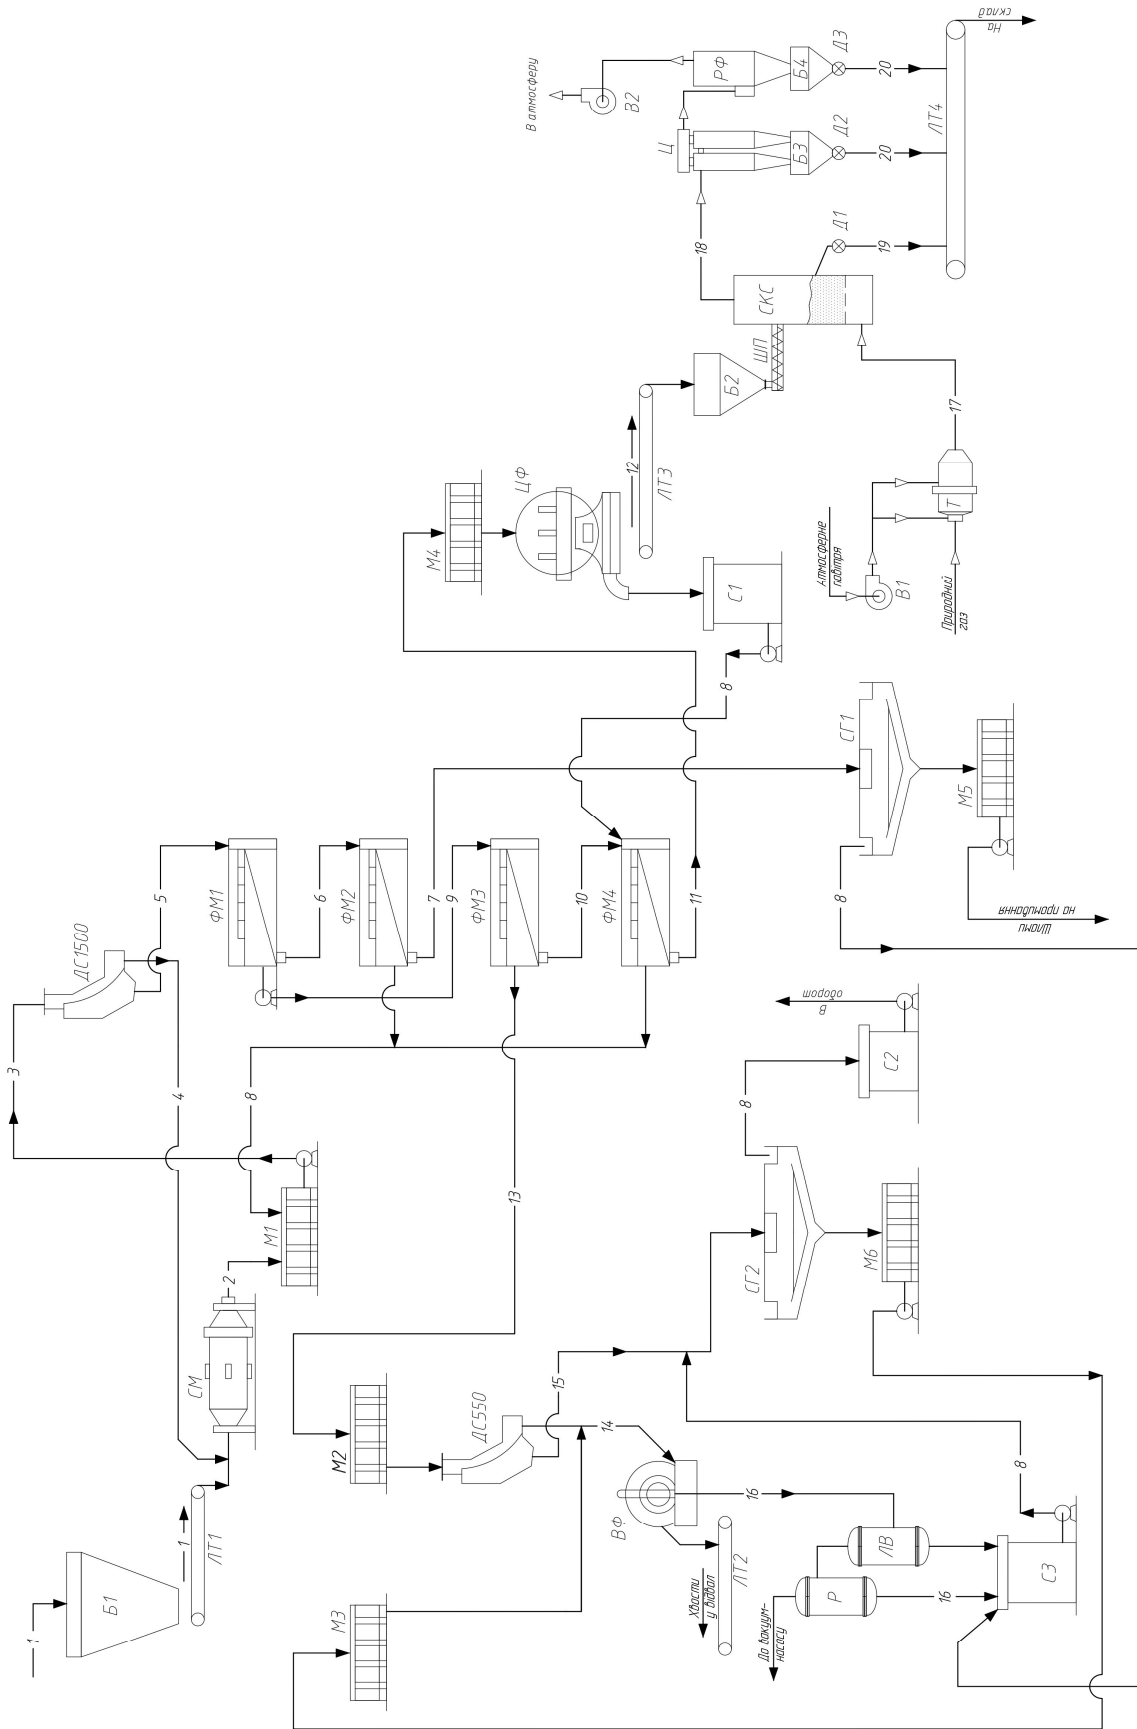 1
Б1
1
ЛТ1
СМ
2
М1
3
4
8
ДС1500
5
ФМ1
6
ФМ2
7
9
ФМ3
10
ФМ4
11
М3
М2
ДС550
15
14
13
ВФ
16
Хвости
у відвал
ЛТ2
До вакуум-
насосу
Р
ЛВ
16
С3
8
СГ2
М6
8
С2
В
оборот
8
СГ1
М5
Шлами
на промивання
8
С1
М4
ЦФ
12
ЛТ3
Б2
ШП
СКС
Атмосферне
повітря
В1
Природний
газ
Т
17
18
Д1
19
Ц
Б3
Д2
20
В атмосферу
В2
РФ
Б4
Д3
20
ЛТ4
На
склад